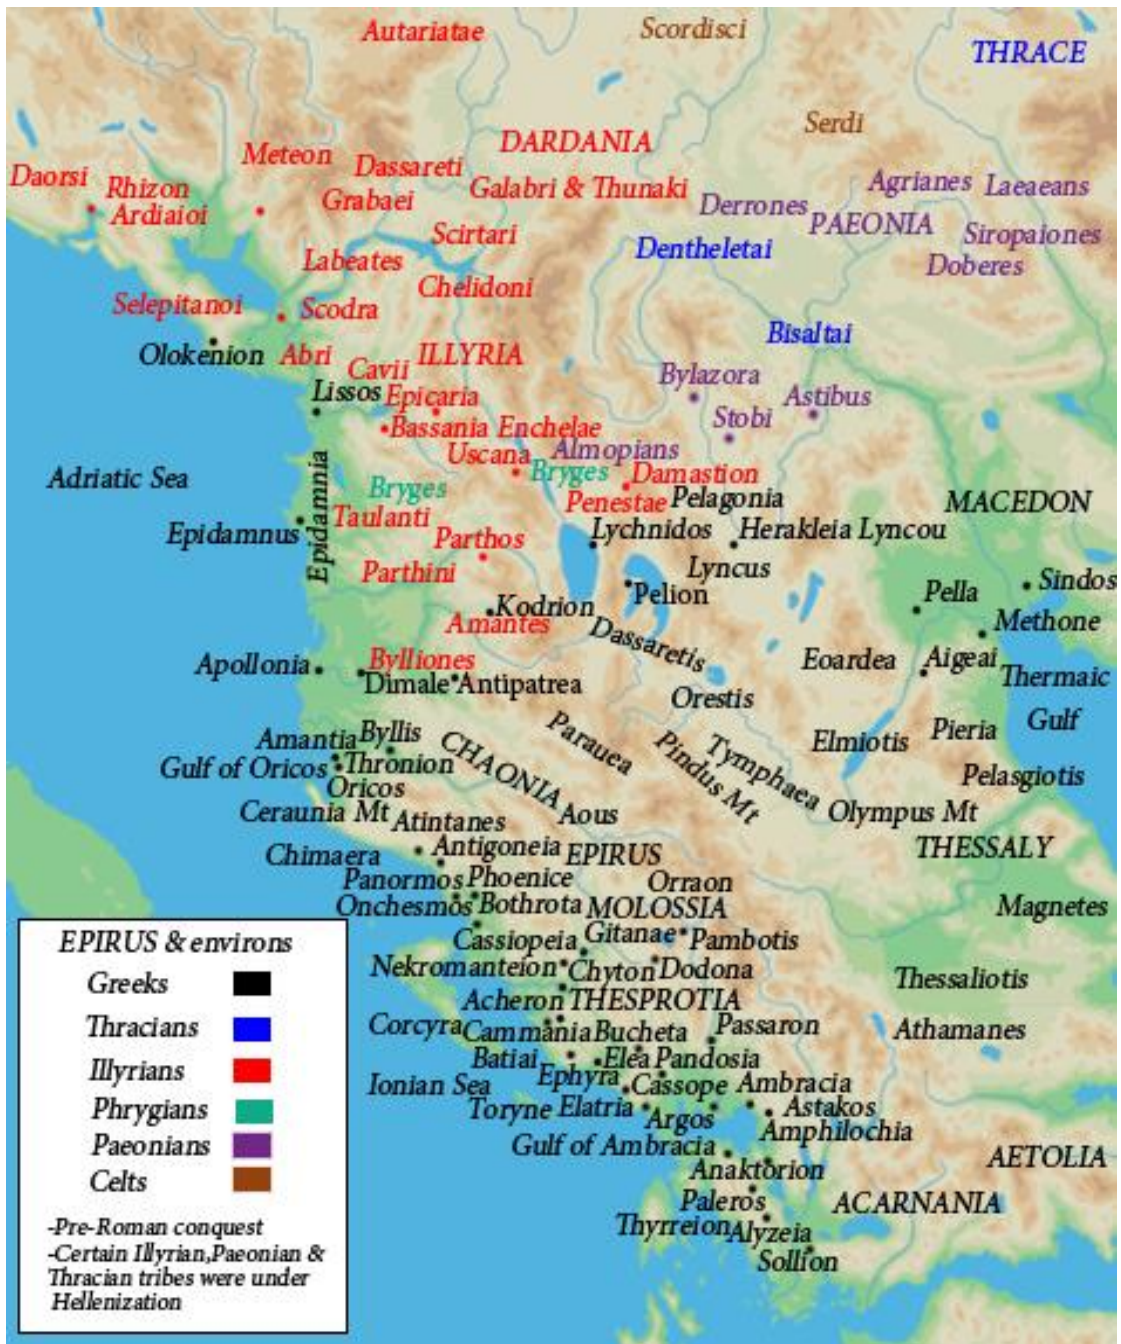 Autariatae
Scordisci
THRACE
Serdi
DARDANIA
Meteon
Dassareti
Daorsi
Rhizon
Galabri & Thunaki
Agrianes
Laeaeans
Ardiaioi
Grabaei
Derrones
PAEONIA
Scirtari
Siropaiones
Dentheletai
Labeates
Doberes
Chelidoni
Selepitanoi
Scodra
Bisaltai
Olokenion
Abri
ILLYRIA
Cavii
Bylazora
Lissos
Epicaria
Astibus
Stobi
Bassania
Enchelae
Uscana
Almopians
Adriatic Sea
Bryges
Damastion
Bryges
Penestae
Pelagonia
MACEDON
Epidamnia
Taulanti
Epidamnus
Lychnidos
Herakleia Lyncou
Parthos
Parthini
Lyncus
Sindos
Pelion
Pella
Kodrion
Methone
Amantes
Dassaretis
Apollonia
Bylliones
Eoardea
Aigeai
Thermaic
Gulf
Dimale
Antipatrea
Orestis
Amantia
Byllis
Parauea
Pindus Mt
Tymphaea
Elmiotis
Pieria
Gulf of Oricos
Thronion
CHAONIA
Pelasgiotis
Oricos
Ceraunia Mt
Atintanes
Aous
Olympus Mt
Chimaera
Antigoneia
EPIRUS
THESSALY
Panormos
Phoenice
Orraon
Onchesmos
Bothrota
MOLOSSIA
Magnetes
Cassiopeia
Gitanae
Pambotis
Nekromanteion
Chyton
Dodona
Thessaliotis
Acheron
THESPROTIA
Corcyra
Cammania
Bucheta
Passaron
Athamanes
Batiai
Elea
Pandosia
Ionian Sea
Ephyra
Cassope
Ambracia
Toryne
Elatria
Argos
Astakos
Amphilochia
Gulf of Ambracia
AETOLIA
Anaktorion
Paleros
ACARNANIA
Thyrreion
Alyzeia
Sollion
EPIRUS & environs
Greeks
Thracians
Illyrians
Phrygians
Paeonians
Celts
-Pre-Roman conquest
-Certain Illyrian,Paeonian &
Thracian tribes were under
Hellenization